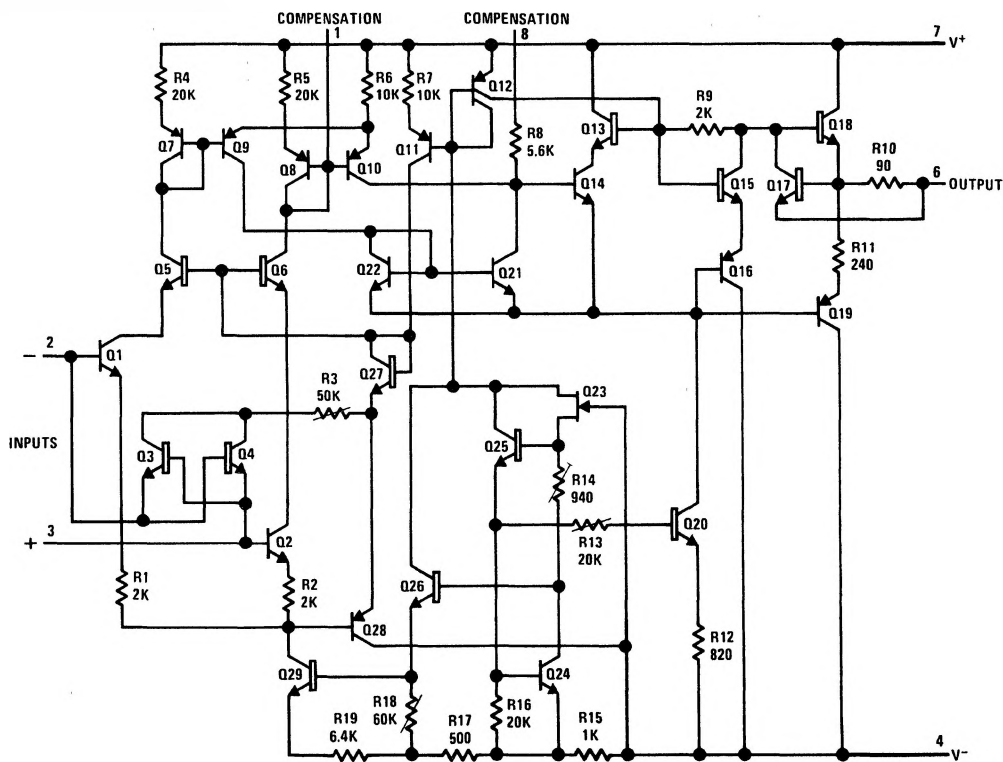 COMPENSATION COMPENSATION
1 8
7 V+
R4 20K
R5 20K
R6 10K
R7 10K
Q12
R9 2K
Q13
Q18
R8 5.6K
Q7
Q9
Q8
Q10
Q11
Q14
Q15
Q17
R10 90
6 OUTPUT
R11 240
Q5
Q6
Q22
Q21
Q16
Q19
2
−
Q1
R3 50K
Q27
Q23
INPUTS
Q3
Q4
Q25
R14 940
3
+
Q2
R13 20K
Q20
R1 2K
R2 2K
Q26
Q28
R12 820
Q29
R18 60K
Q24
R16 20K
R19 6.4K
R17 500
R15 1K
4 V−